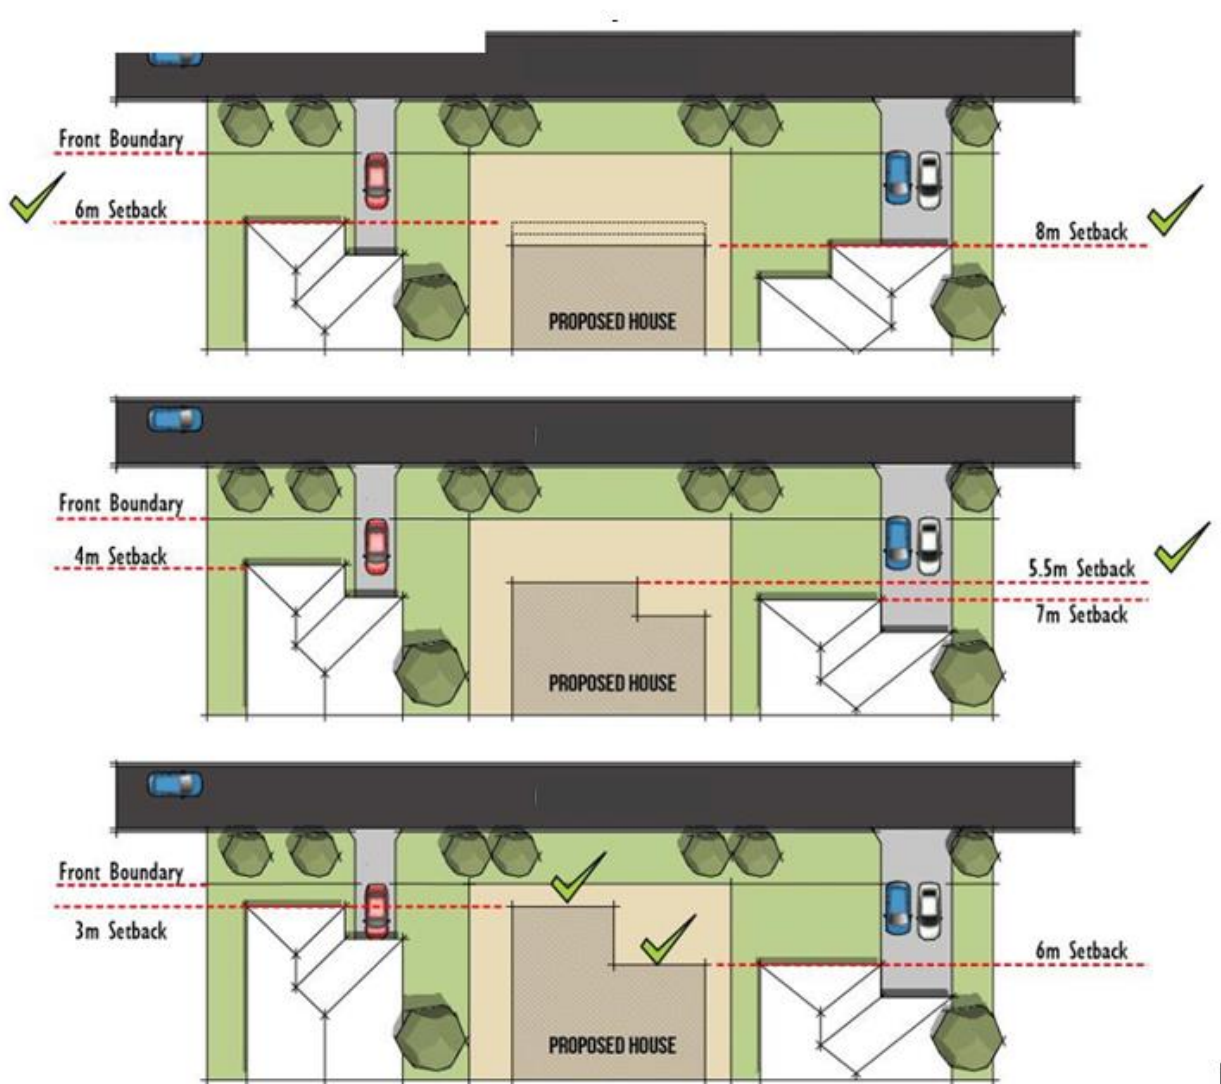 Front Boundary
6m Setback
8m Setback
PROPOSED HOUSE
Front Boundary
4m Setback
5.5m Setback
7m Setback
PROPOSED HOUSE
Front Boundary
3m Setback
6m Setback
PROPOSED HOUSE